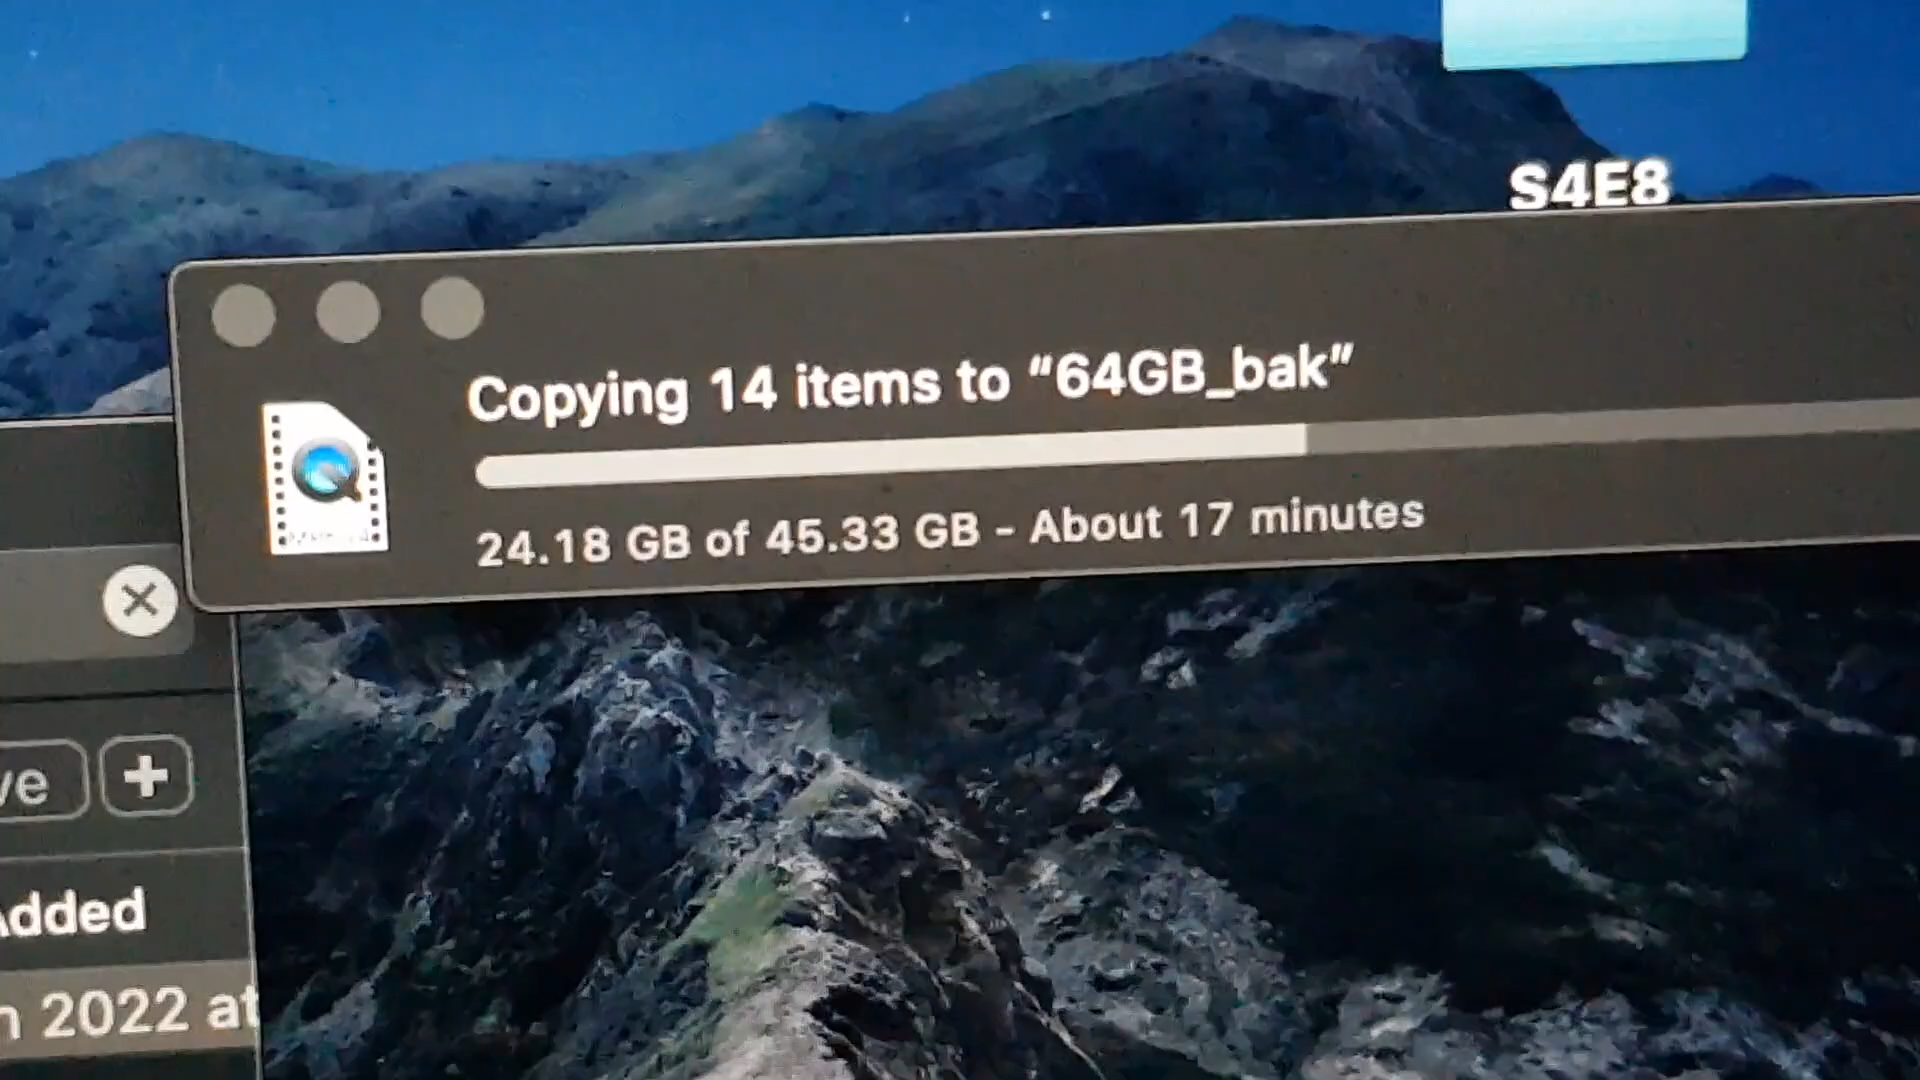 S4E8
Copying 14 items to “64GB_bak”
24.18 GB of 45.33 GB – About 17 minutes
ve
Added
2022 at